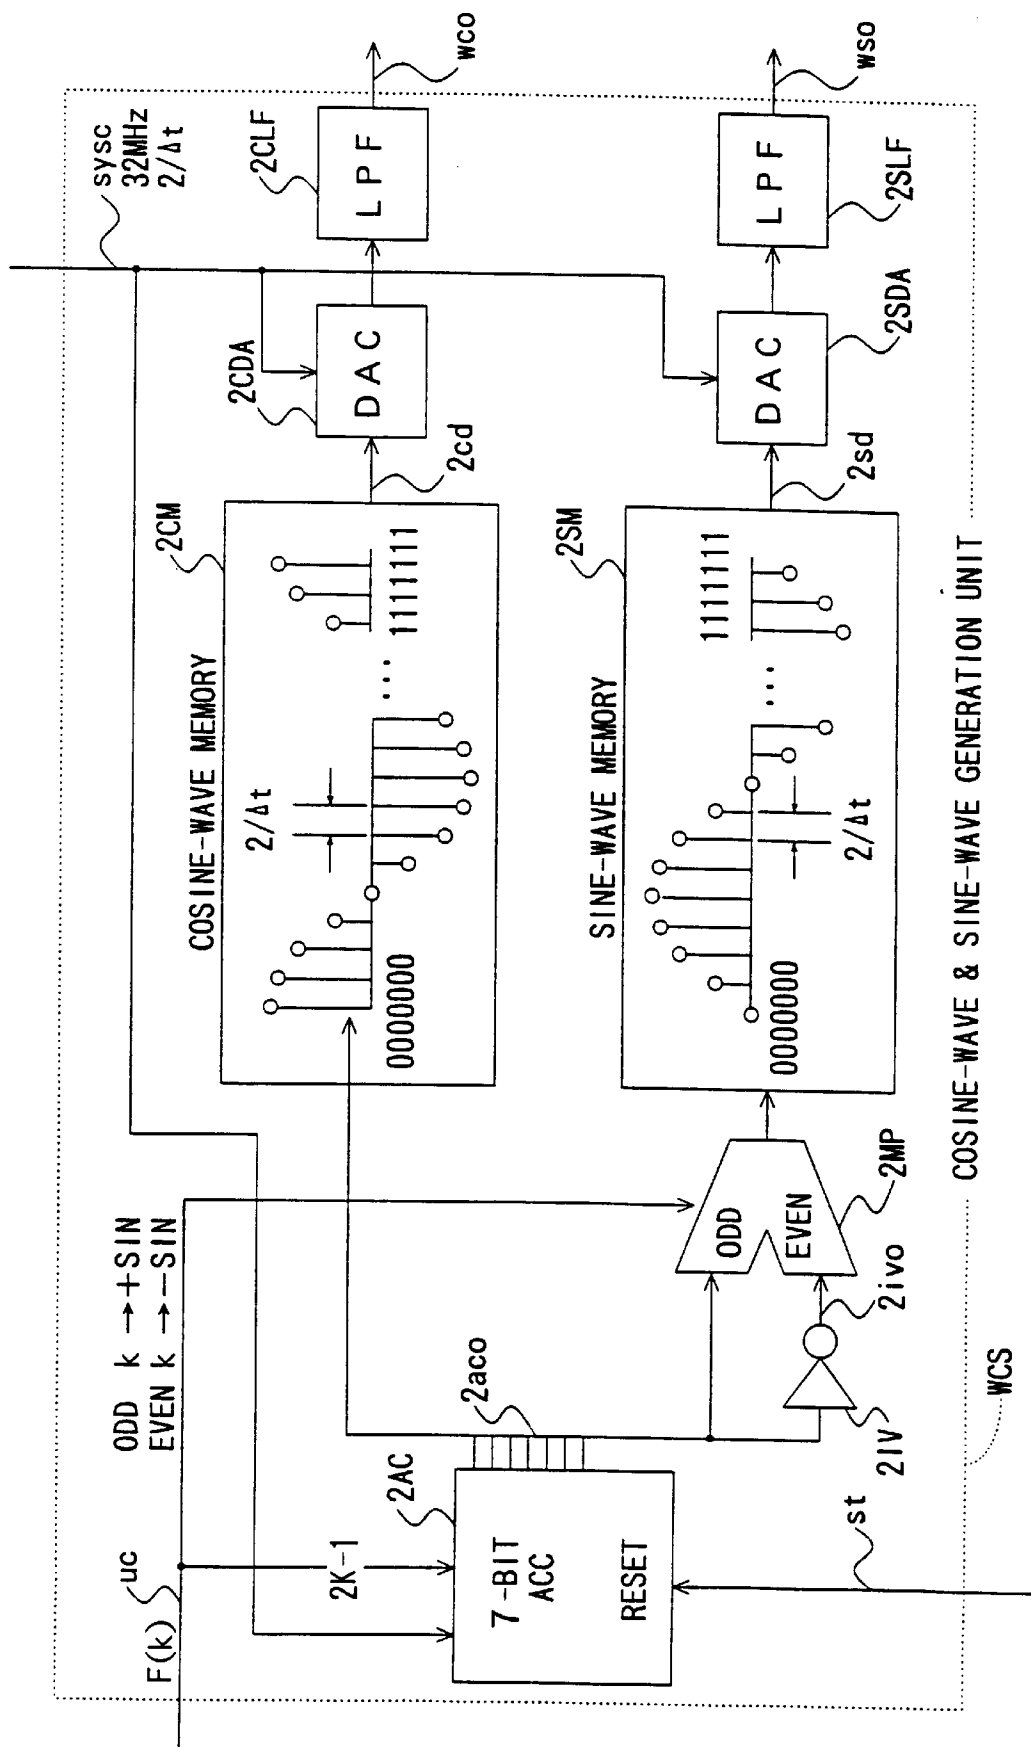 sysc
32MHz
2/Δt
2CLF
LPF
wco
2CDA
DAC
2cd
2CM
COSINE-WAVE MEMORY
2/Δt
0000000
...
1111111
ODD k →+SIN
EVEN k →−SIN
uc
F(k)
2K-1
2AC
7-BIT
ACC
RESET
2aco
st
2IV
2ivo
ODD
EVEN
2MP
2SM
SINE-WAVE MEMORY
0000000
2/Δt
...
1111111
2sd
DAC
2SDA
LPF
2SLF
wso
WCS
COSINE-WAVE & SINE-WAVE GENERATION UNIT